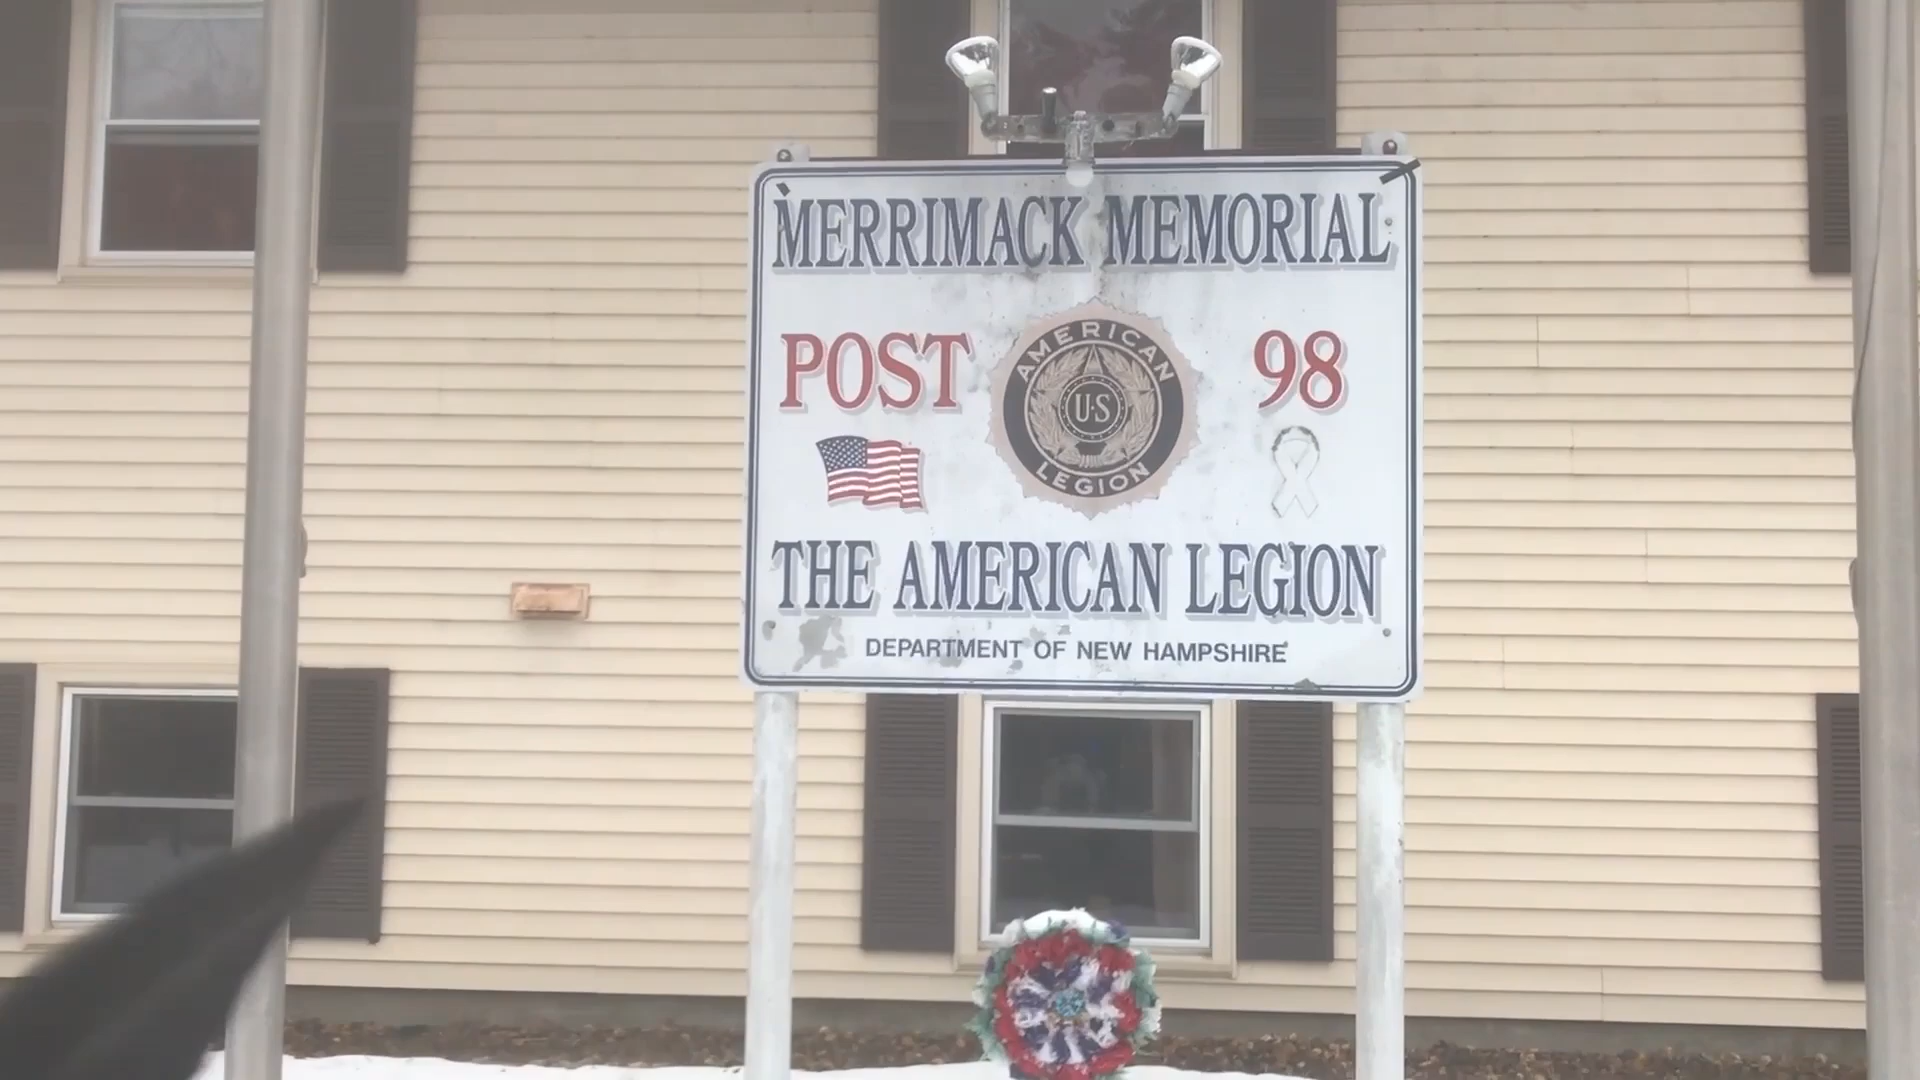 MERRIMACK MEMORIAL
POST 98
AMERICAN
U·S
LEGION
THE AMERICAN LEGION
DEPARTMENT OF NEW HAMPSHIRE